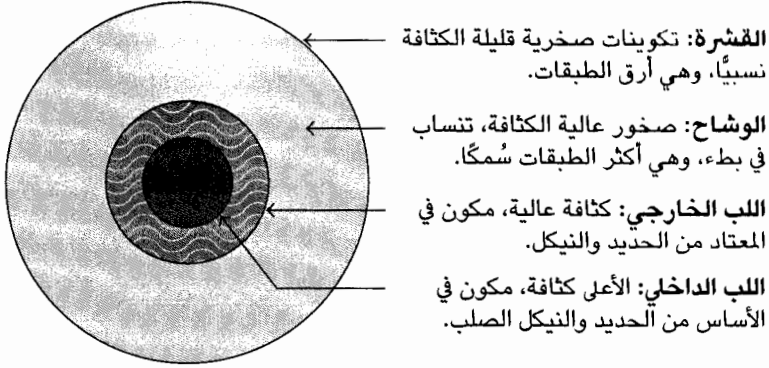 القشرة: تكوينات صخرية قليلة الكثافة
نسبيًّا، وهي أرق الطبقات.
الوشاح: صخور عالية الكثافة، تنساب
في بطء، وهي أكثر الطبقات سُمكًا.
اللب الخارجي: كثافة عالية، مكون في
المعتاد من الحديد والنيكل.
اللب الداخلي: الأعلى كثافة، مكون في
الأساس من الحديد والنيكل الصلب.